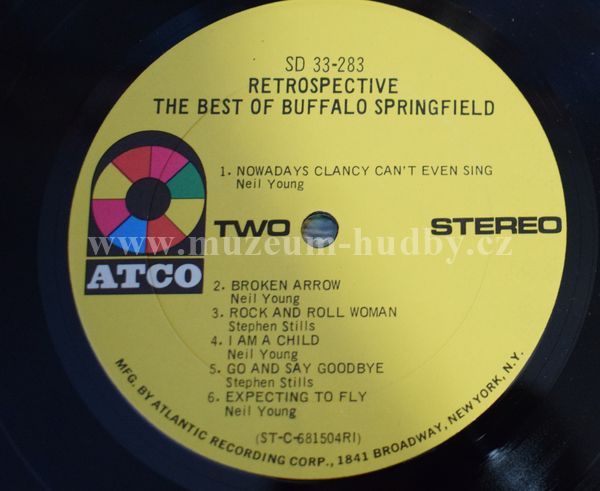 SD 33-283
RETROSPECTIVE
THE BEST OF BUFFALO SPRINGFIELD
1. NOWADAYS CLANCY CAN'T EVEN SING
Neil Young
TWO
STEREO
www.muzeum-hudby.cz
ATCO
2. BROKEN ARROW
Neil Young
3. ROCK AND ROLL WOMAN
Stephen Stills
4. I AM A CHILD
Neil Young
5. GO AND SAY GOODBYE
Stephen Stills
6. EXPECTING TO FLY
Neil Young
(ST-C-681504RI)
MFG. BY ATLANTIC RECORDING CORP., 1841 BROADWAY, NEW YORK, N.Y.